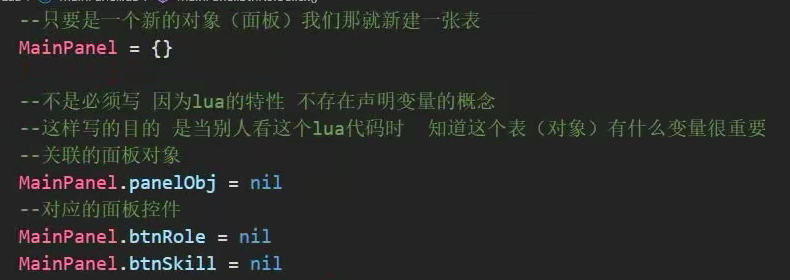 --只要是一个新的对象（面板）我们那就新建一张表
MainPanel = {}
--不是必须写 因为lua的特性 不存在声明变量的概念
--这样写的目的 是当别人看这个lua代码时 知道这个表（对象）有什么变量很重要
--关联的面板对象
MainPanel.panelObj = nil
--对应的面板控件
MainPanel.btnRole = nil
MainPanel.btnSkill = nil